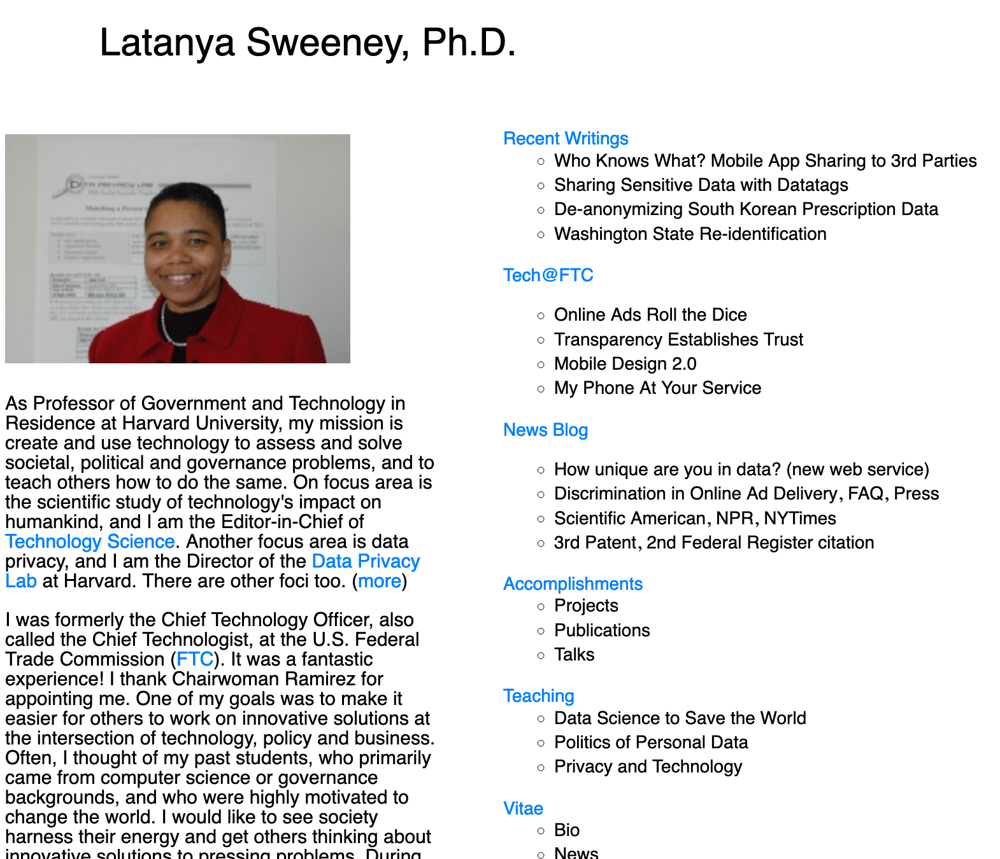 Latanya Sweeney, Ph.D.
DATA PRIVACY LAB
Matching a Person
As Professor of Government and Technology in
Residence at Harvard University, my mission is
create and use technology to assess and solve
societal, political and governance problems, and to
teach others how to do the same. On focus area is
the scientific study of technology's impact on
humankind, and I am the Editor-in-Chief of
Technology Science. Another focus area is data
privacy, and I am the Director of the Data Privacy
Lab at Harvard. There are other foci too. (more)
I was formerly the Chief Technology Officer, also
called the Chief Technologist, at the U.S. Federal
Trade Commission (FTC). It was a fantastic
experience! I thank Chairwoman Ramirez for
appointing me. One of my goals was to make it
easier for others to work on innovative solutions at
the intersection of technology, policy and business.
Often, I thought of my past students, who primarily
came from computer science or governance
backgrounds, and who were highly motivated to
change the world. I would like to see society
harness their energy and get others thinking about
innovative solutions to pressing problems. During
Recent Writings
Who Knows What? Mobile App Sharing to 3rd Parties
Sharing Sensitive Data with Datatags
De-anonymizing South Korean Prescription Data
Washington State Re-identification
Tech@FTC
Online Ads Roll the Dice
Transparency Establishes Trust
Mobile Design 2.0
My Phone At Your Service
News Blog
How unique are you in data? (new web service)
Discrimination in Online Ad Delivery, FAQ, Press
Scientific American, NPR, NYTimes
3rd Patent, 2nd Federal Register citation
Accomplishments
Projects
Publications
Talks
Teaching
Data Science to Save the World
Politics of Personal Data
Privacy and Technology
Vitae
Bio
News